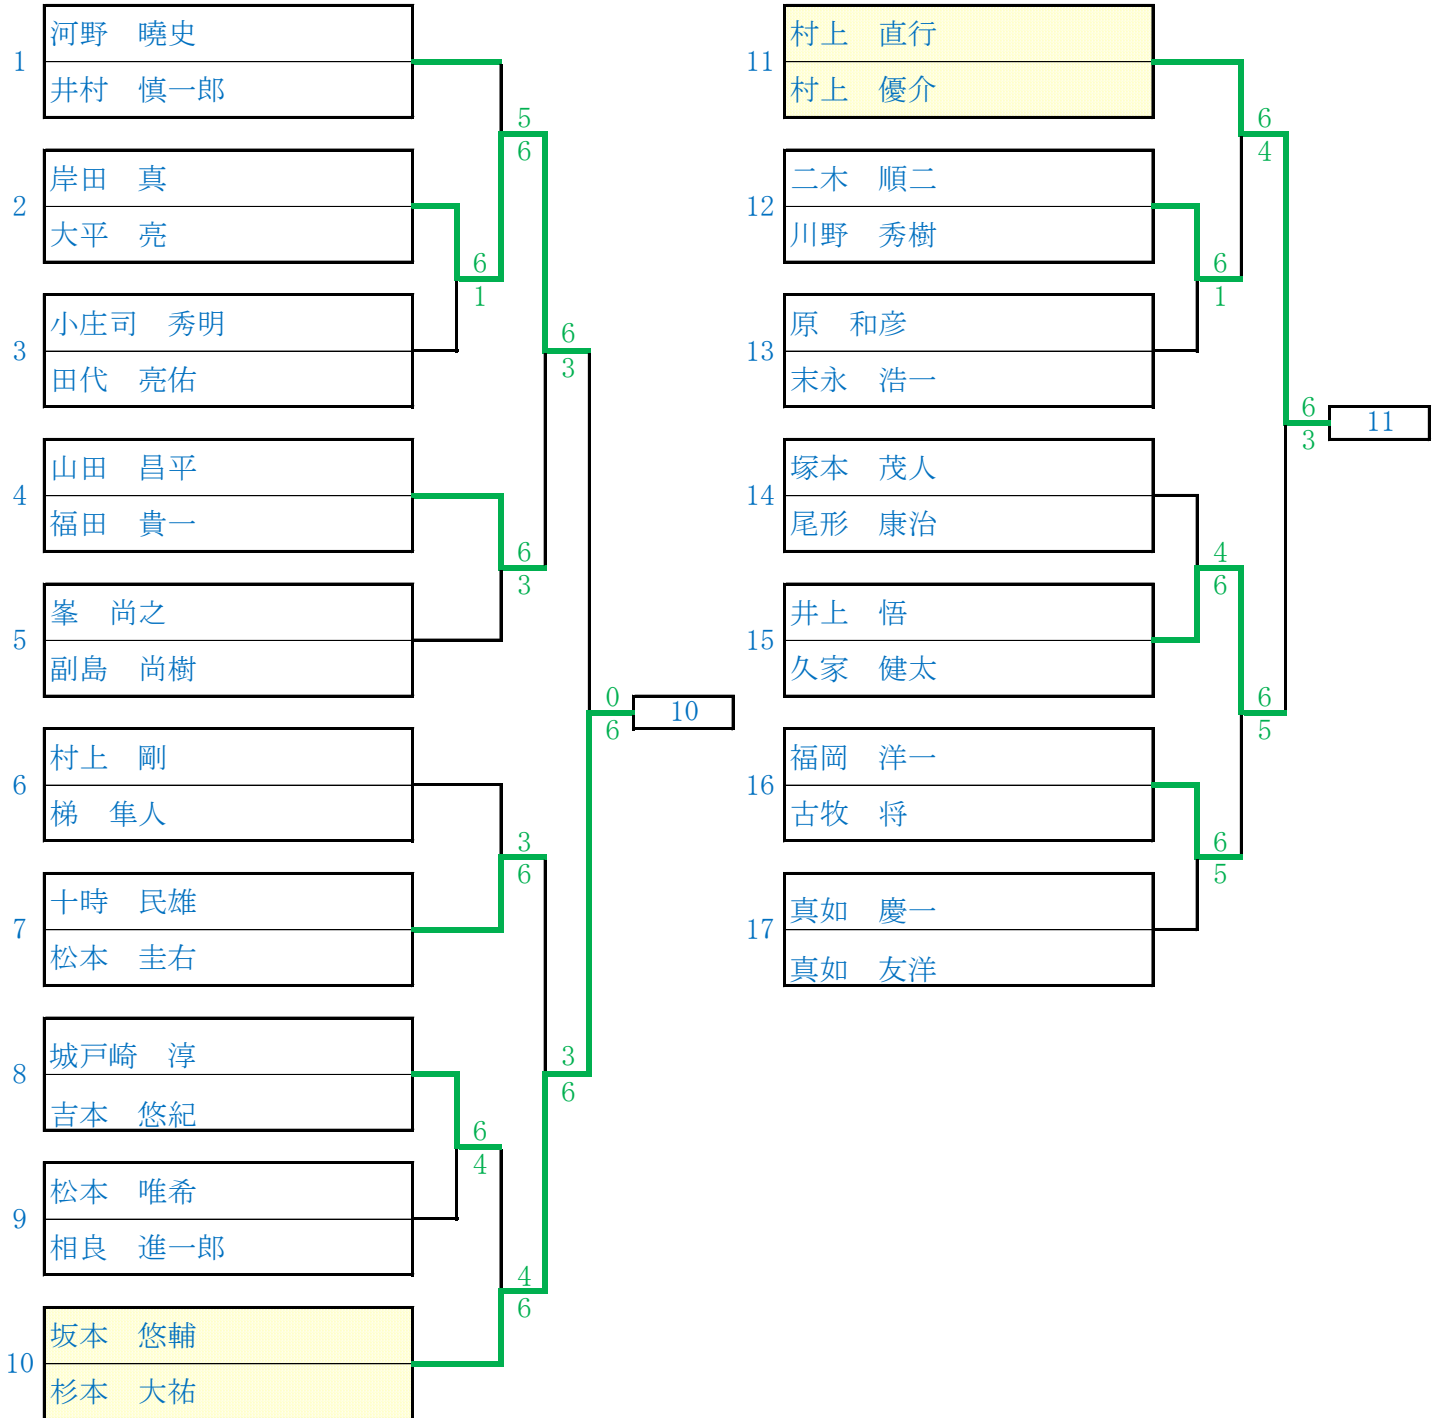 1
河野　曉史
井村　慎一郎
2
岸田　真
大平　亮
3
小庄司　秀明
田代　亮佑
4
山田　昌平
福田　貴一
5
峯　尚之
副島　尚樹
6
村上　剛
梯　隼人
7
十時　民雄
松本　圭右
8
城戸崎　淳
吉本　悠紀
9
松本　唯希
相良　進一郎
10
坂本　悠輔
杉本　大祐
6
1
6
4
5
6
6
3
3
6
4
6
6
3
3
6
0
6
10
11
村上　直行
村上　優介
12
二木　順二
川野　秀樹
13
原　和彦
末永　浩一
14
塚本　茂人
尾形　康治
15
井上　悟
久家　健太
16
福岡　洋一
古牧　将
17
真如　慶一
真如　友洋
6
1
4
6
6
5
6
4
6
5
6
3
11